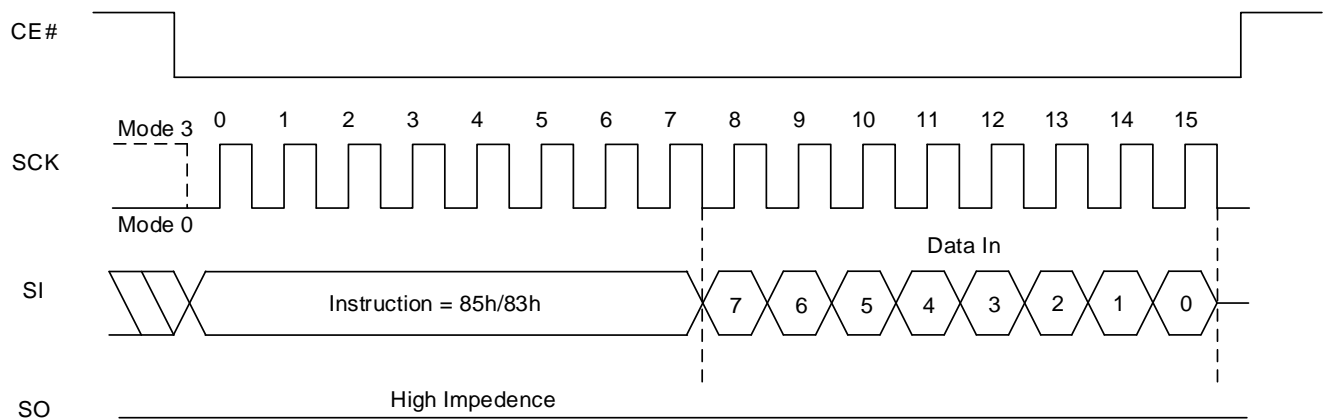 CE#
Mode 3
0 1 2 3 4 5 6 7 8 9 10 11 12 13 14 15
SCK
Mode 0
Data In
SI
Instruction = 85h/83h
7 6 5 4 3 2 1 0
High Impedence
SO